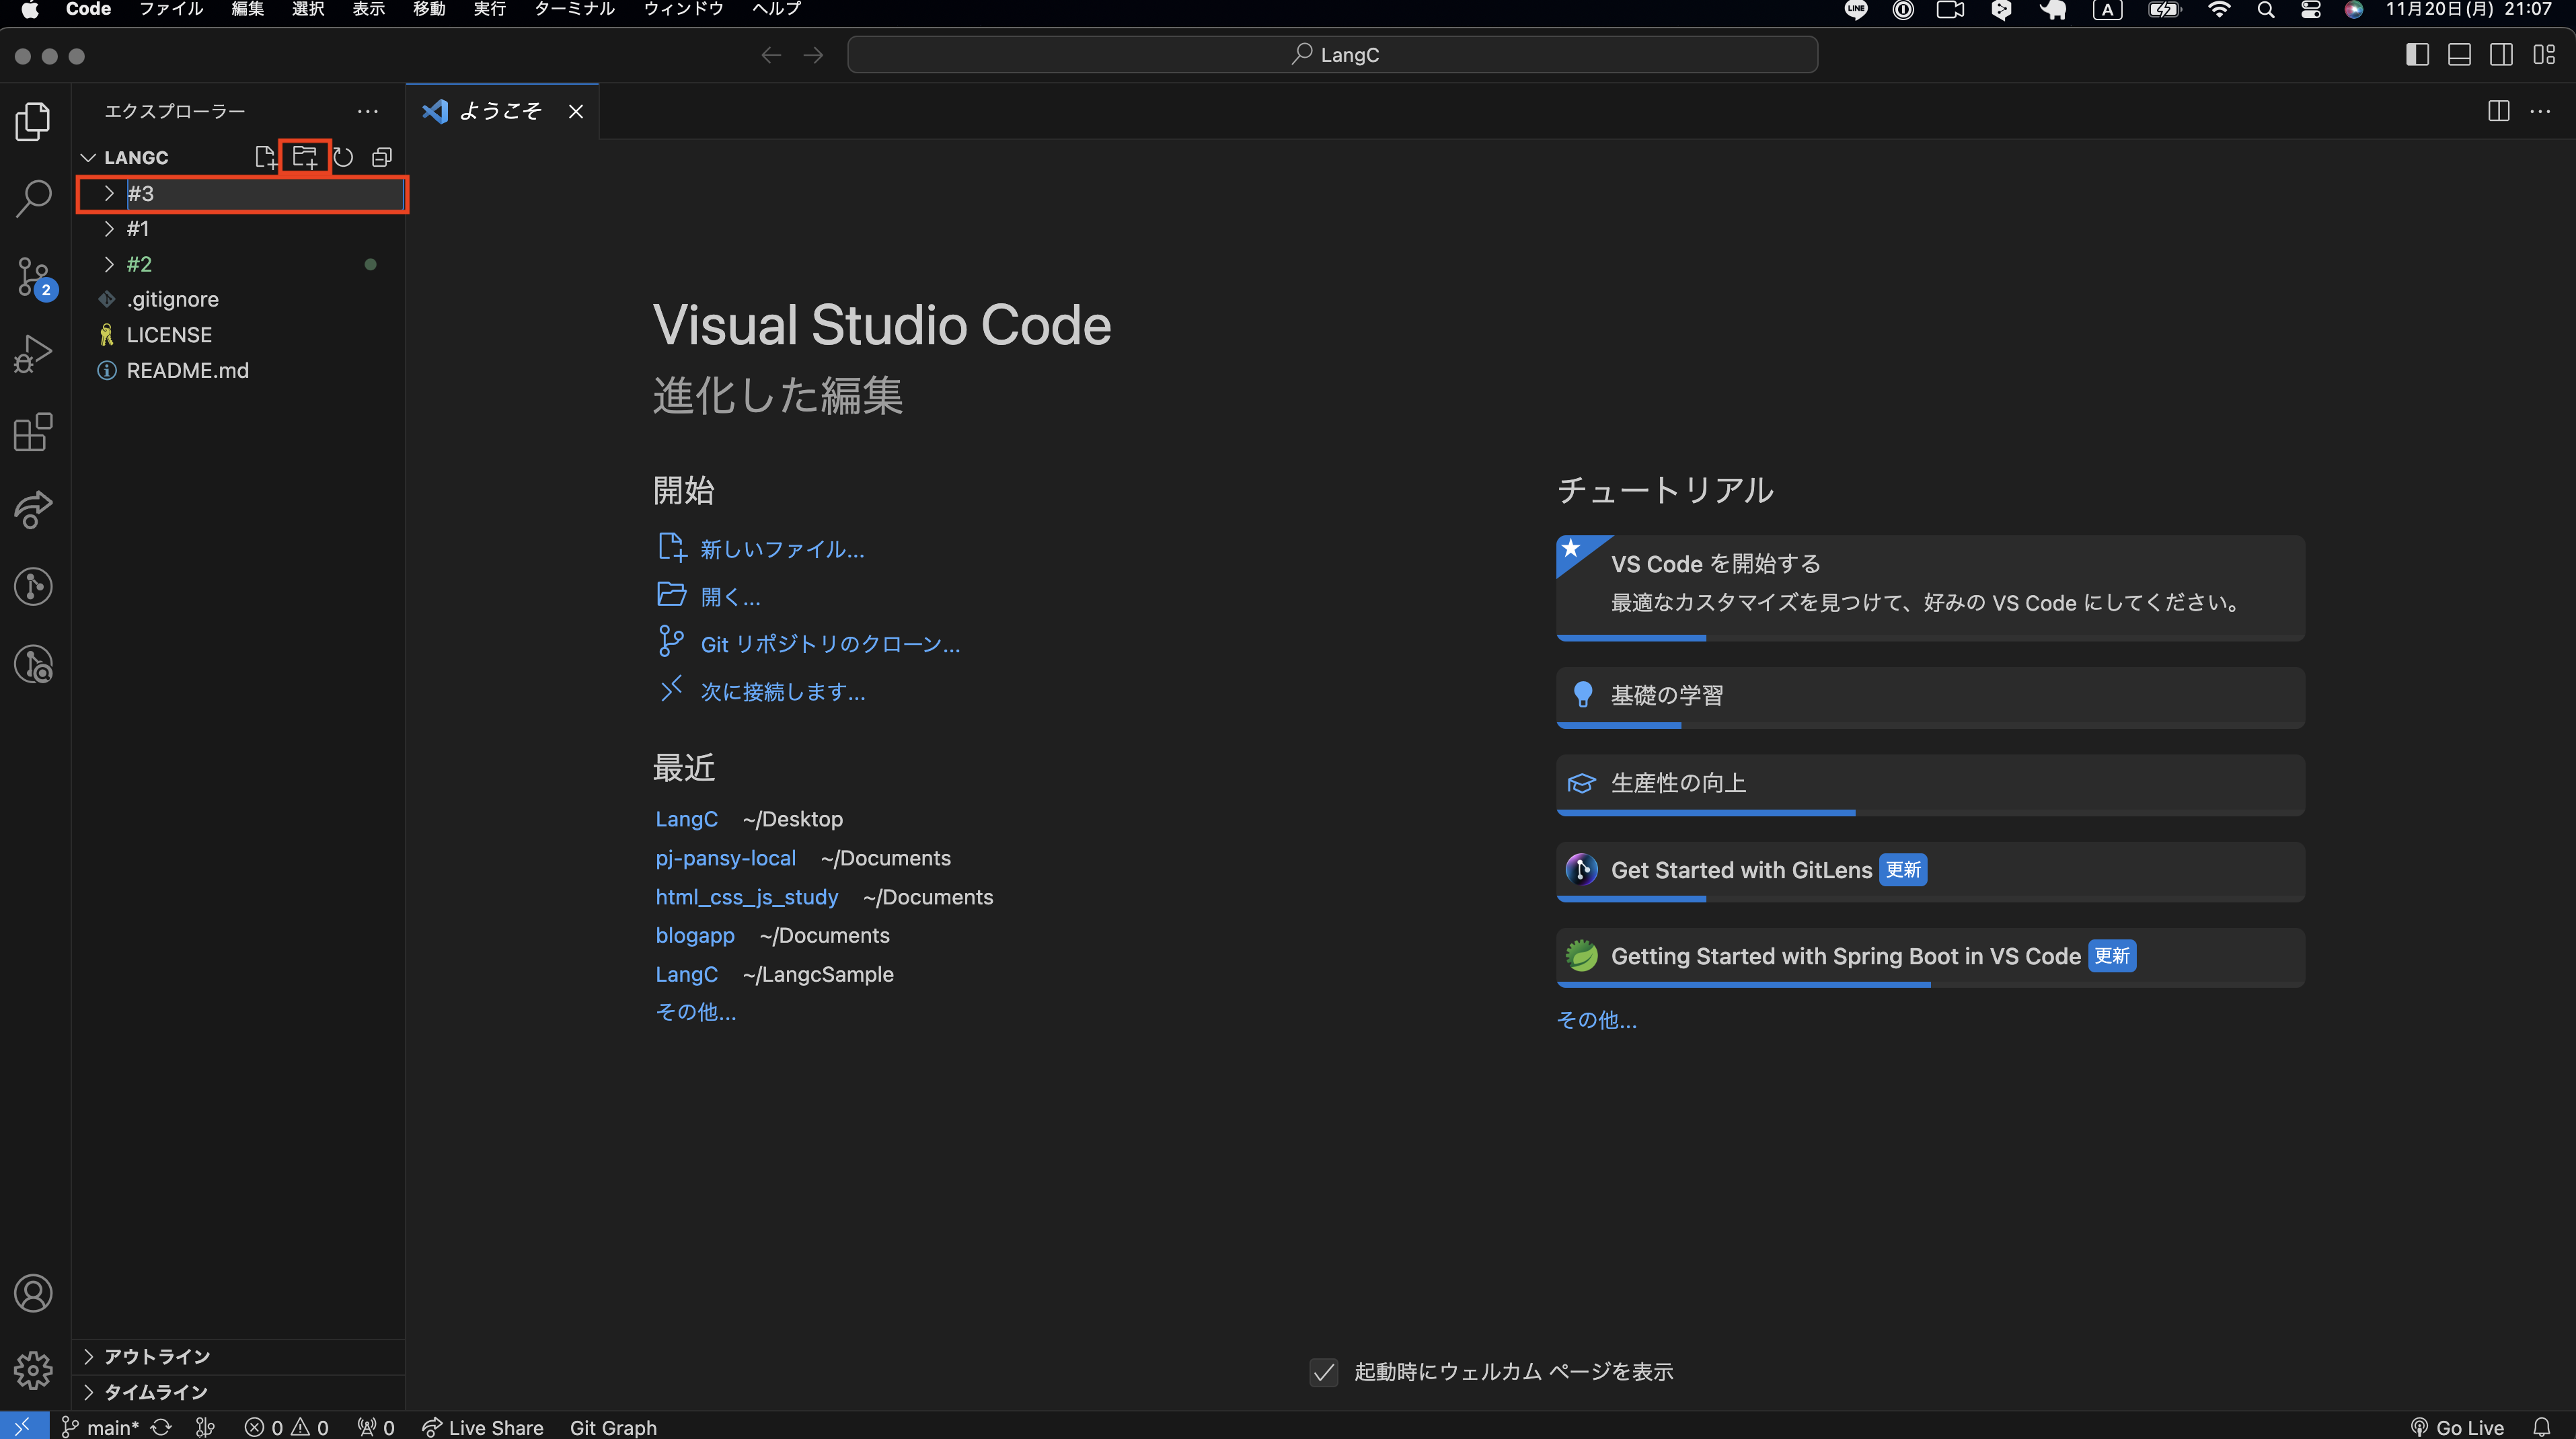 Code ファイル 編集 選択 表示 移動 実行 ターミナル ウィンドウ ヘルプ LINE A 11月20日(月) 21:07
LangC
エクスプローラー
ようこそ
LANGC
#3
#1
#2
.gitignore
LICENSE
README.md
2
Visual Studio Code
進化した編集
開始
新しいファイル...
開く...
Git リポジトリのクローン...
次に接続します...
最近
LangC ~/Desktop
pj-pansy-local ~/Documents
html_css_js_study ~/Documents
blogapp ~/Documents
LangC ~/LangcSample
その他...
チュートリアル
VS Code を開始する
最適なカスタマイズを見つけて、好みの VS Code にしてください。
基礎の学習
生産性の向上
Get Started with GitLens 更新
Getting Started with Spring Boot in VS Code 更新
その他...
起動時にウェルカム ページを表示
アウトライン
タイムライン
main* 0 0 0 Live Share Git Graph Go Live